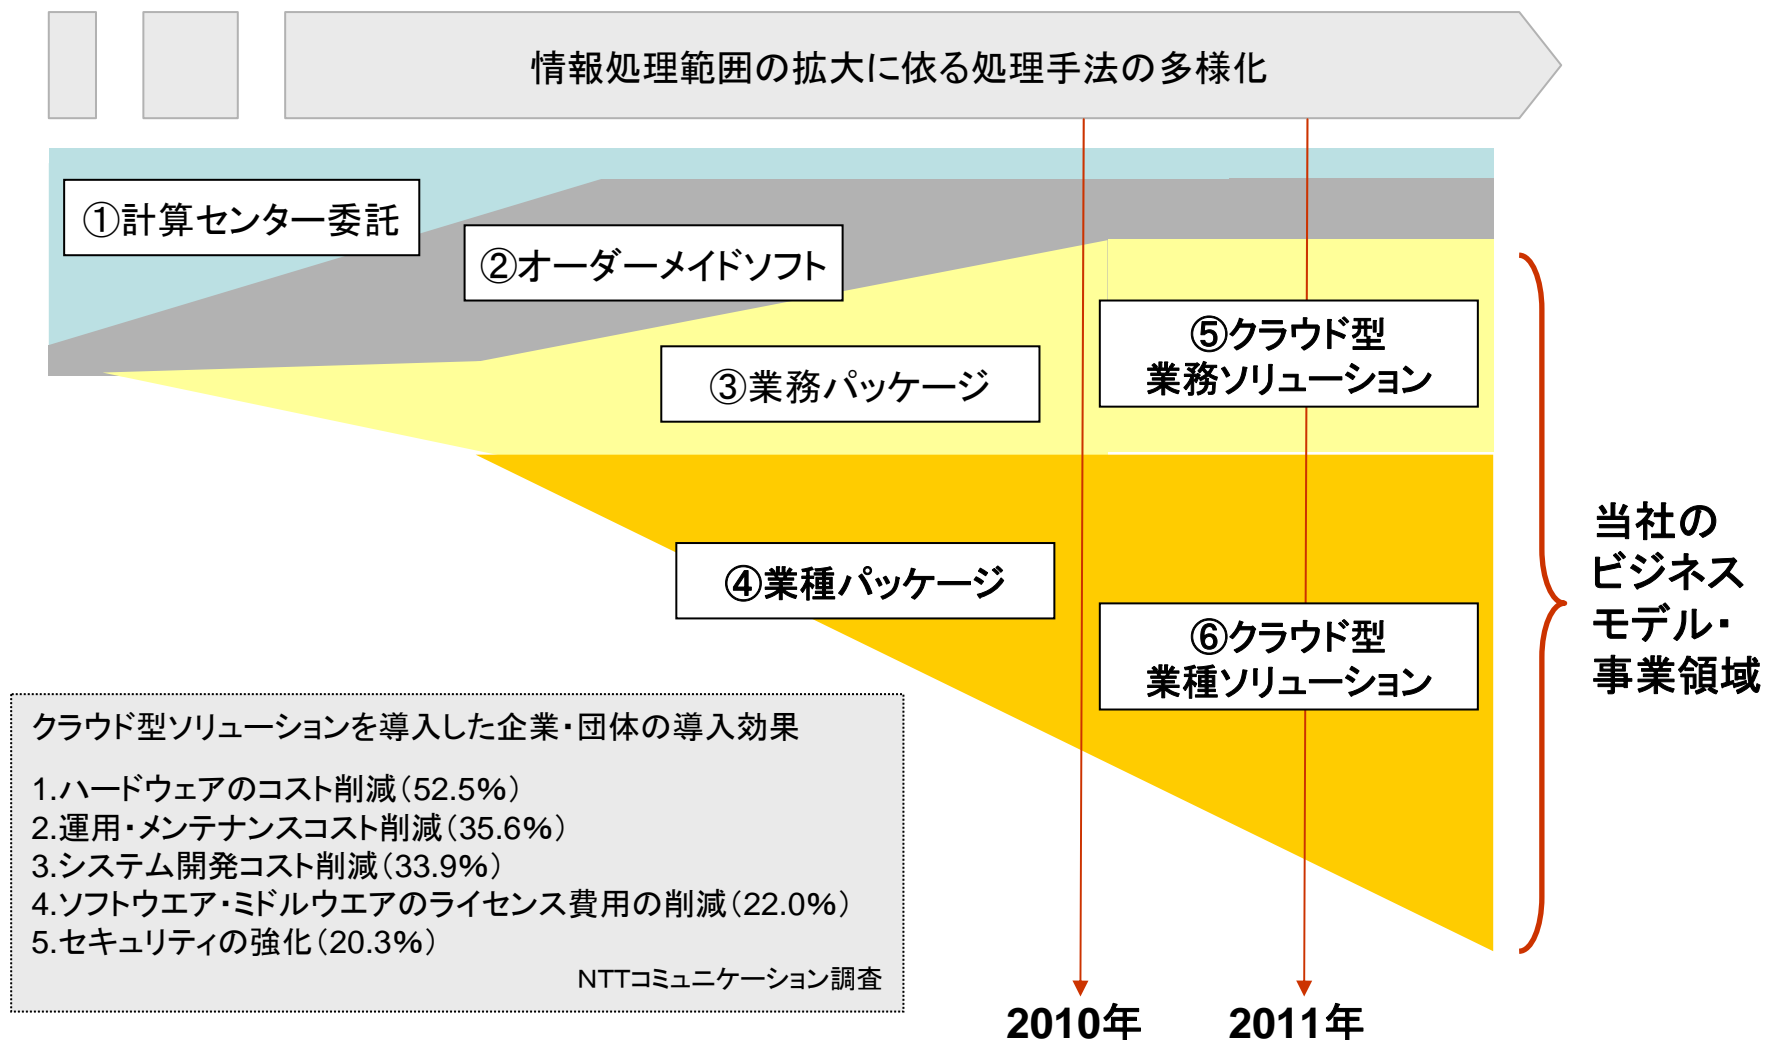 情報処理範囲の拡大に依る処理手法の多様化
①計算センター委託
②オーダーメイドソフト
③業務パッケージ
⑤クラウド型
業務ソリューション
④業種パッケージ
⑥クラウド型
業種ソリューション
当社の
ビジネス
モデル・
事業領域
クラウド型ソリューションを導入した企業・団体の導入効果
1.ハードウェアのコスト削減(52.5%)
2.運用・メンテナンスコスト削減(35.6%)
3.システム開発コスト削減(33.9%)
4.ソフトウエア・ミドルウエアのライセンス費用の削減(22.0%)
5.セキュリティの強化(20.3%)
NTTコミュニケーション調査
2010年
2011年